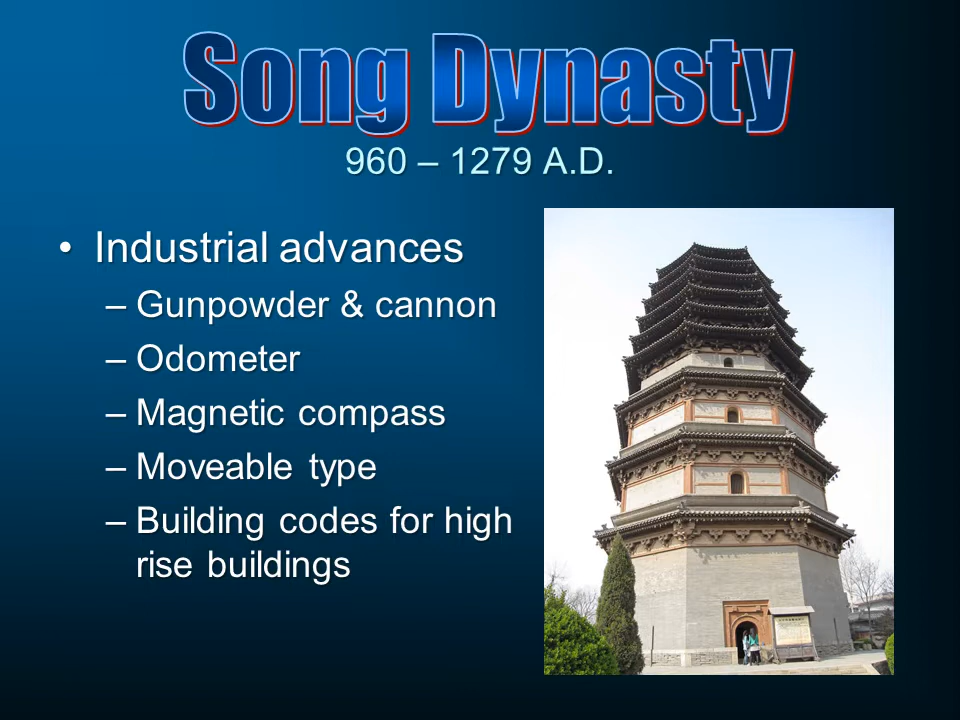 Song Dynasty
960 – 1279 A.D.
• Industrial advances
– Gunpowder & cannon
– Odometer
– Magnetic compass
– Moveable type
– Building codes for high
rise buildings